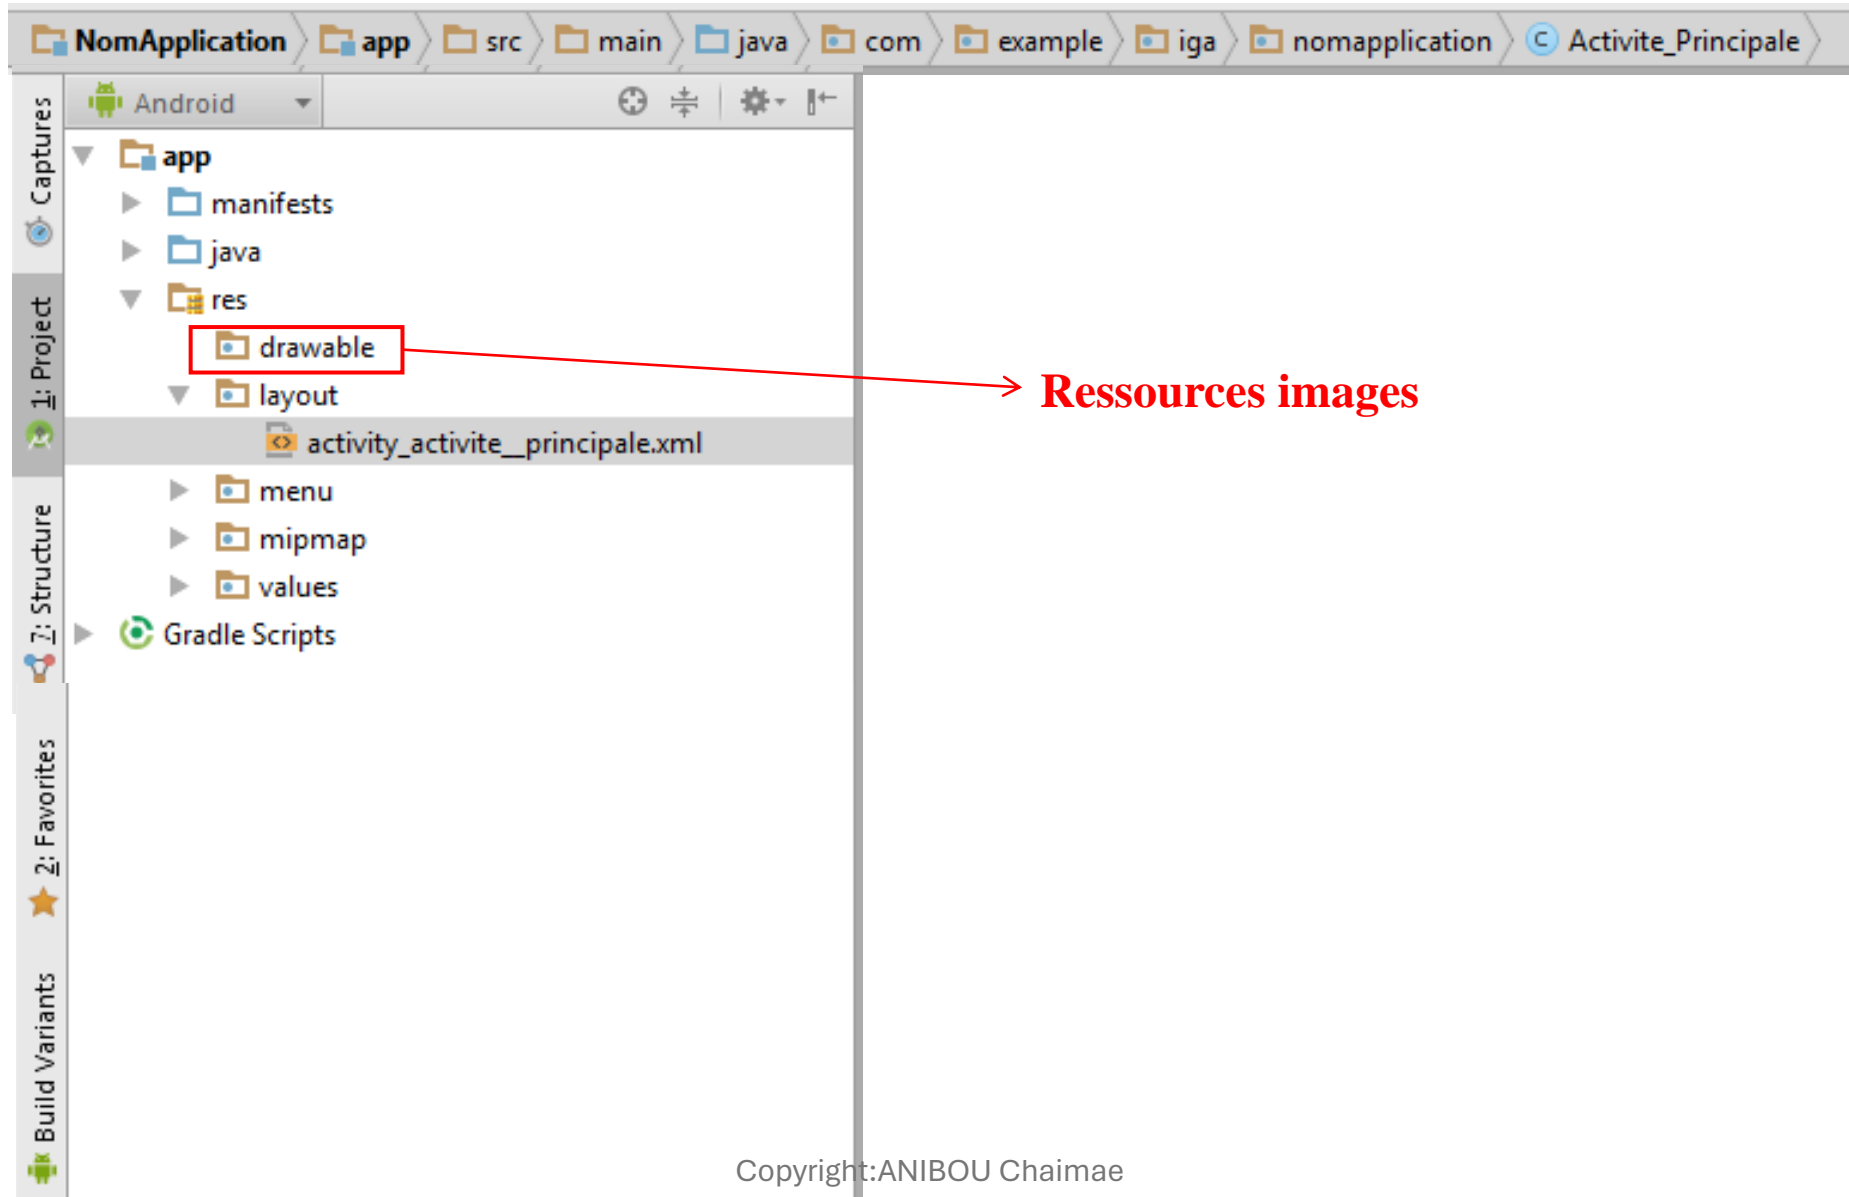 NomApplication app src main java com example iga nomapplication Activite_Principale
Captures
1: Project
7: Structure
2: Favorites
Build Variants
Android
app
manifests
java
res
drawable
Ressources images
layout
activity_activite__principale.xml
menu
mipmap
values
Gradle Scripts
Copyright:ANIBOU Chaimae